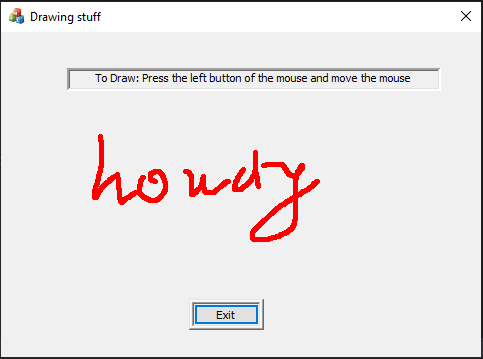 Drawing stuff
To Draw: Press the left button of the mouse and move the mouse
howdy
Exit